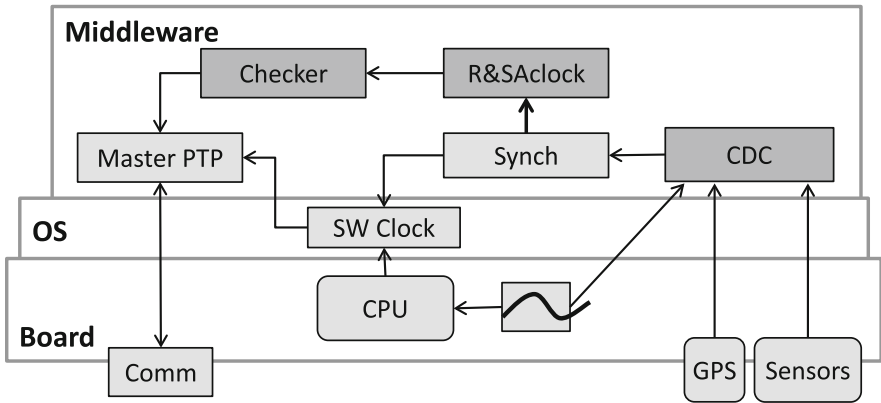 Middleware
Checker
R&SAclock
Master PTP
Synch
CDC
OS
SW Clock
CPU
Board
Comm
GPS
Sensors